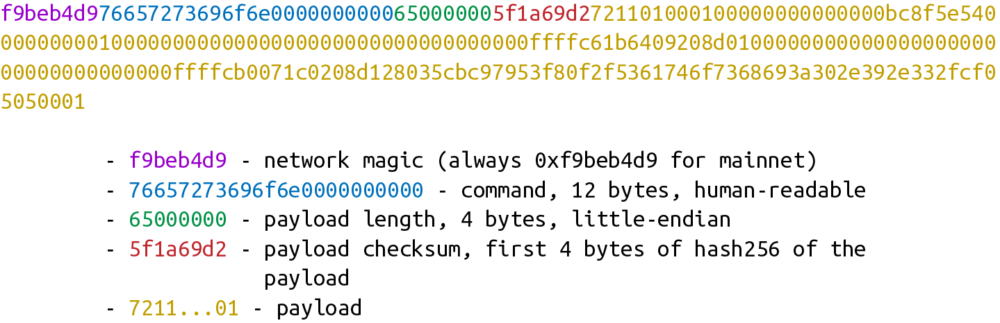 f9beb4d976657273696f6e0000000000650000005f1a69d2721101000100000000000000bc8f5e540
0000000010000000000000000000000000000000000ffffc61b6409208d0100000000000000000000
00000000000000ffffcb0071c0208d128035cbc97953f80f2f5361746f7368693a302e392e332fcf0
5050001
- f9beb4d9 - network magic (always 0xf9beb4d9 for mainnet)
- 76657273696f6e0000000000 - command, 12 bytes, human-readable
- 65000000 - payload length, 4 bytes, little-endian
- 5f1a69d2 - payload checksum, first 4 bytes of hash256 of the
payload
- 7211...01 - payload